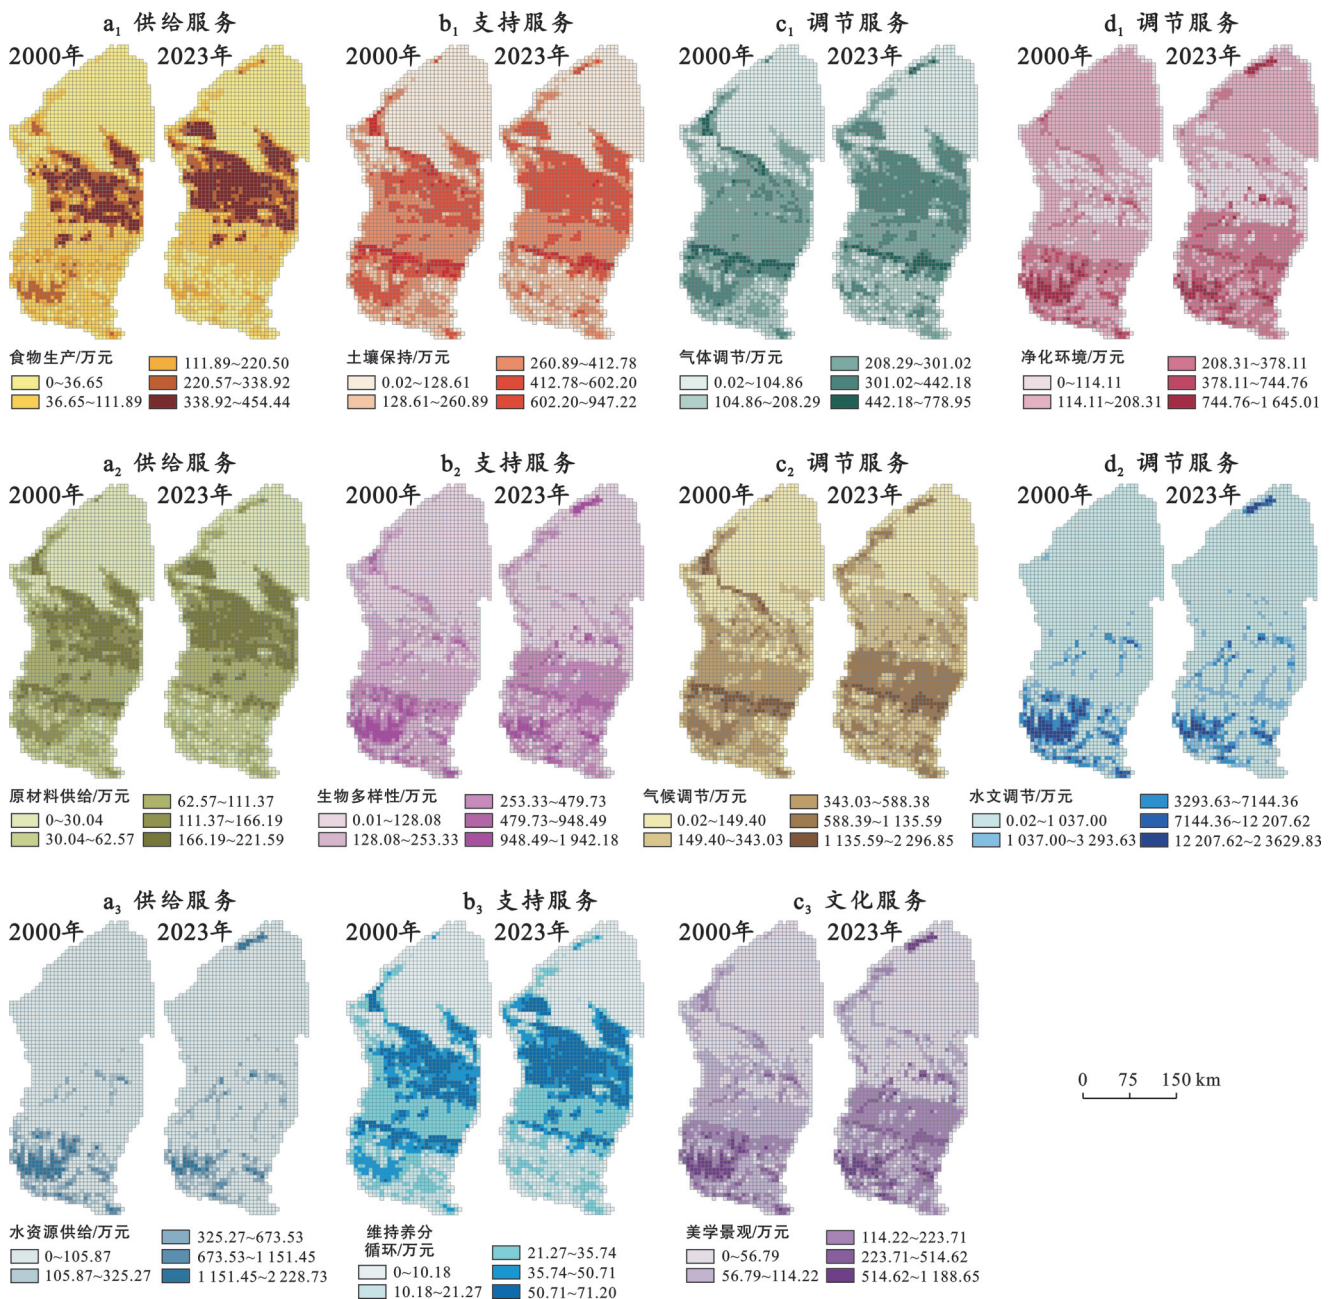 a₁ 供给服务
2000年 2023年
食物生产/万元
0~36.65
36.65~111.89
111.89~220.50
220.57~338.92
338.92~454.44
b₁ 支持服务
2000年 2023年
土壤保持/万元
0.02~128.61
128.61~260.89
260.89~412.78
412.78~602.20
602.20~947.22
c₁ 调节服务
2000年 2023年
气体调节/万元
0.02~104.86
104.86~208.29
208.29~301.02
301.02~442.18
442.18~778.95
d₁ 调节服务
2000年 2023年
净化环境/万元
0~114.11
114.11~208.31
208.31~378.11
378.11~744.76
744.76~1 645.01
a₂ 供给服务
2000年 2023年
原材料供给/万元
0~30.04
30.04~62.57
62.57~111.37
111.37~166.19
166.19~221.59
b₂ 支持服务
2000年 2023年
生物多样性/万元
0.01~128.08
128.08~253.33
253.33~479.73
479.73~948.49
948.49~1 942.18
c₂ 调节服务
2000年 2023年
气候调节/万元
0.02~149.40
149.40~343.03
343.03~588.38
588.39~1 135.59
1 135.59~2 296.85
d₂ 调节服务
2000年 2023年
水文调节/万元
0.02~1 037.00
1 037.00~3 293.63
3293.63~7144.36
7144.36~12 207.62
12 207.62~2 3629.83
a₃ 供给服务
2000年 2023年
水资源供给/万元
0~105.87
105.87~325.27
325.27~673.53
673.53~1 151.45
1 151.45~2 228.73
b₃ 支持服务
2000年 2023年
维持养分
循环/万元
0~10.18
10.18~21.27
21.27~35.74
35.74~50.71
50.71~71.20
c₃ 文化服务
2000年 2023年
美学景观/万元
0~56.79
56.79~114.22
114.22~223.71
223.71~514.62
514.62~1 188.65
0 75 150 km